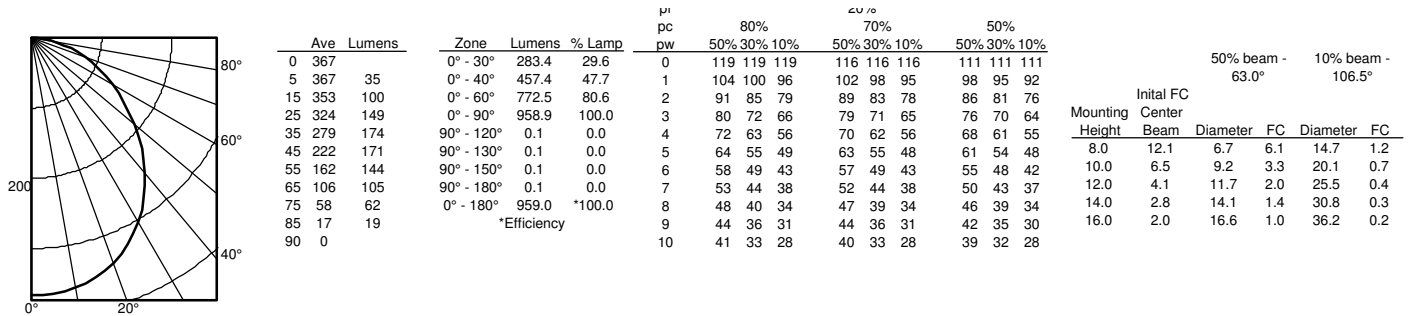 80°
60°
200
40°
0° 20°
Ave Lumens
0 367
5 367 35
15 353 100
25 324 149
35 279 174
45 222 171
55 162 144
65 106 105
75 58 62
85 17 19
90 0
Zone Lumens % Lamp
0° - 30° 283.4 29.6
0° - 40° 457.4 47.7
0° - 60° 772.5 80.6
0° - 90° 958.9 100.0
90° - 120° 0.1 0.0
90° - 130° 0.1 0.0
90° - 150° 0.1 0.0
90° - 180° 0.1 0.0
0° - 180° 959.0 *100.0
*Efficiency
pc 80% 70% 50%
pw 50% 30% 10% 50% 30% 10% 50% 30% 10%
0 119 119 119 116 116 116 111 111 111
1 104 100 96 102 98 95 98 95 92
2 91 85 79 89 83 78 86 81 76
3 80 72 66 79 71 65 76 70 64
4 72 63 56 70 62 56 68 61 55
5 64 55 49 63 55 48 61 54 48
6 58 49 43 57 49 43 55 48 42
7 53 44 38 52 44 38 50 43 37
8 48 40 34 47 39 34 46 39 34
9 44 36 31 44 36 31 42 35 30
10 41 33 28 40 33 28 39 32 28
50% beam - 10% beam -
63.0° 106.5°
Inital FC
Mounting Center
Height Beam Diameter FC Diameter FC
8.0 12.1 6.7 6.1 14.7 1.2
10.0 6.5 9.2 3.3 20.1 0.7
12.0 4.1 11.7 2.0 25.5 0.4
14.0 2.8 14.1 1.4 30.8 0.3
16.0 2.0 16.6 1.0 36.2 0.2